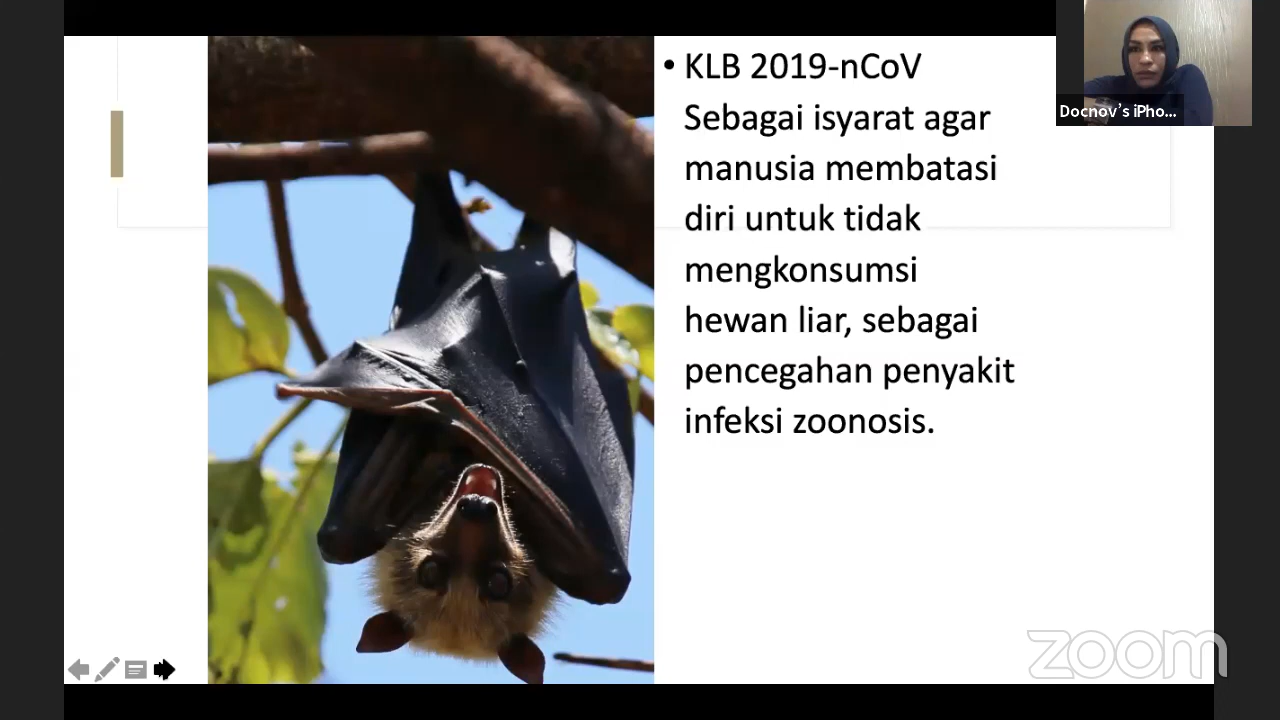 • KLB 2019-nCoV
Sebagai isyarat agar
manusia membatasi
diri untuk tidak
mengkonsumsi
hewan liar, sebagai
pencegahan penyakit
infeksi zoonosis.
Docnov’s iPho...
zoom